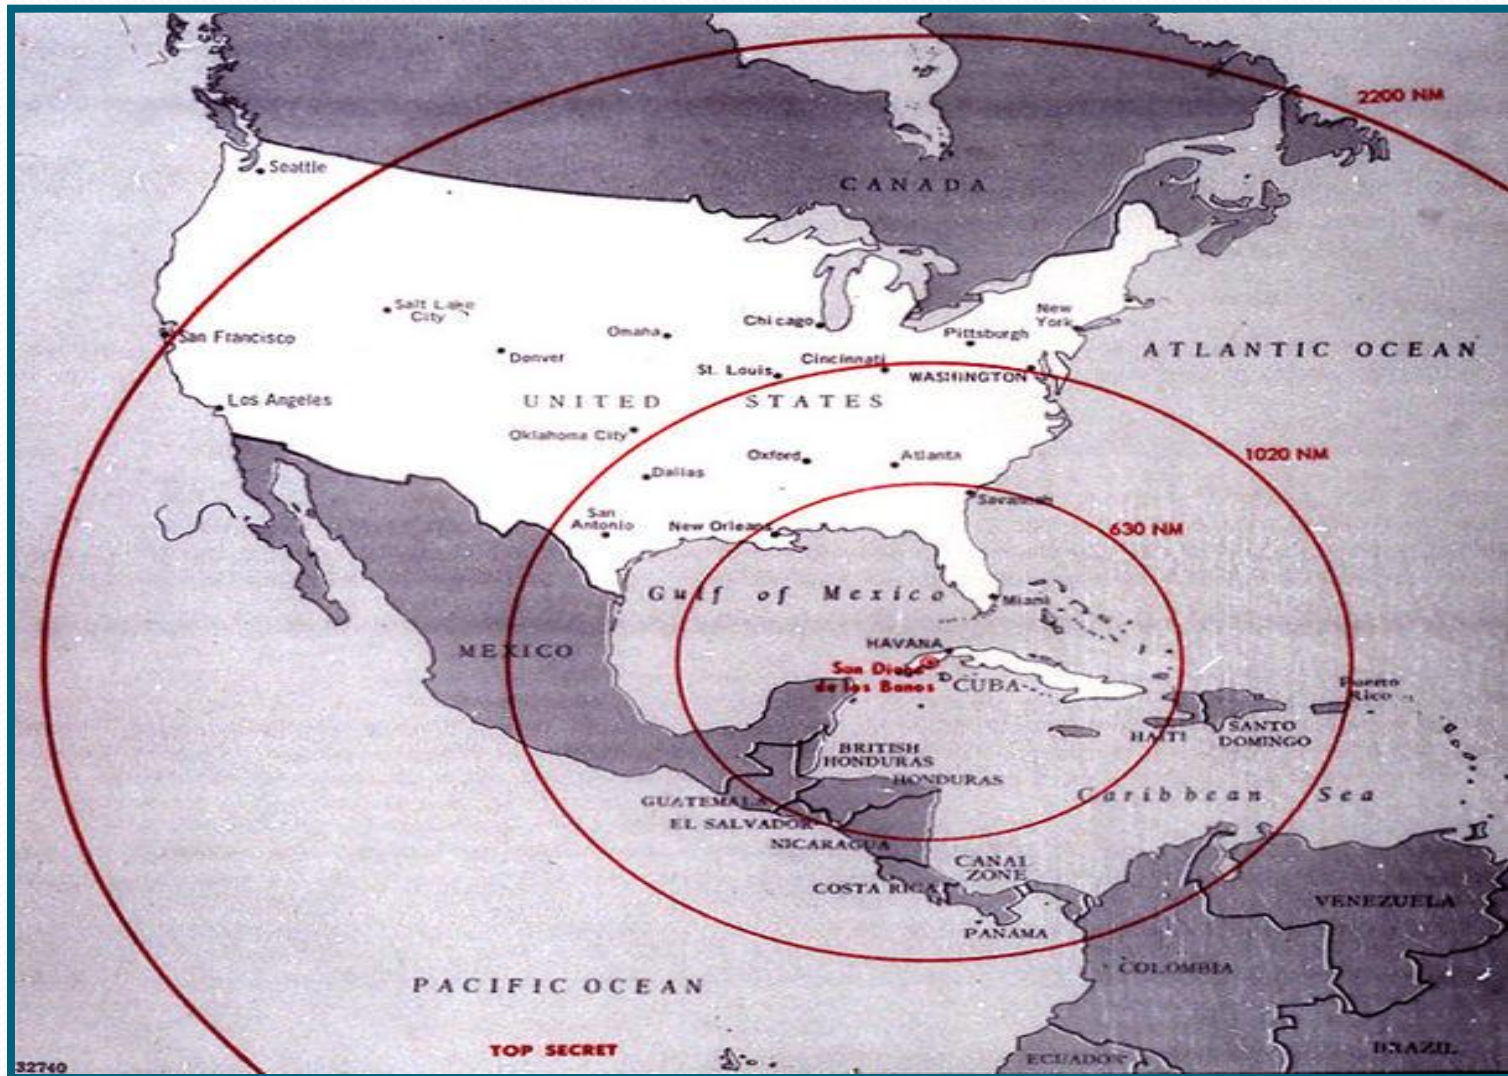 2200 NM
Seattle
CANADA
Salt Lake
City
San Francisco
Denver
Omaha
Chicago
New
York
Pittsburgh
Cincinnati
St. Louis
WASHINGTON
ATLANTIC OCEAN
Los Angeles
UNITED STATES
Oklahoma City
Dallas
Oxford
Atlanta
1020 NM
San
Antonio
New Orleans
Savannah
630 NM
Gulf of Mexico
Miami
HAVANA
MEXICO
San Diego
de los Banos
CUBA
Puerto
Rico
HAITI
SANTO
DOMINGO
BRITISH
HONDURAS
HONDURAS
GUATEMALA
EL SALVADOR
NICARAGUA
Caribbean Sea
CANAL
ZONE
COSTA RICA
PANAMA
VENEZUELA
COLOMBIA
PACIFIC OCEAN
TOP SECRET
ECUADOR
BRAZIL
32740